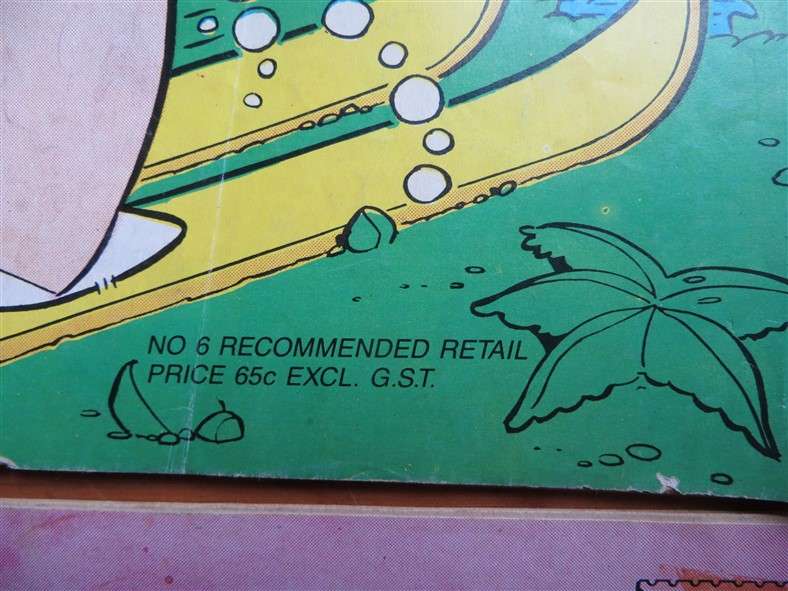 NO 6 RECOMMENDED RETAIL
PRICE 65c EXCL. G.S.T.